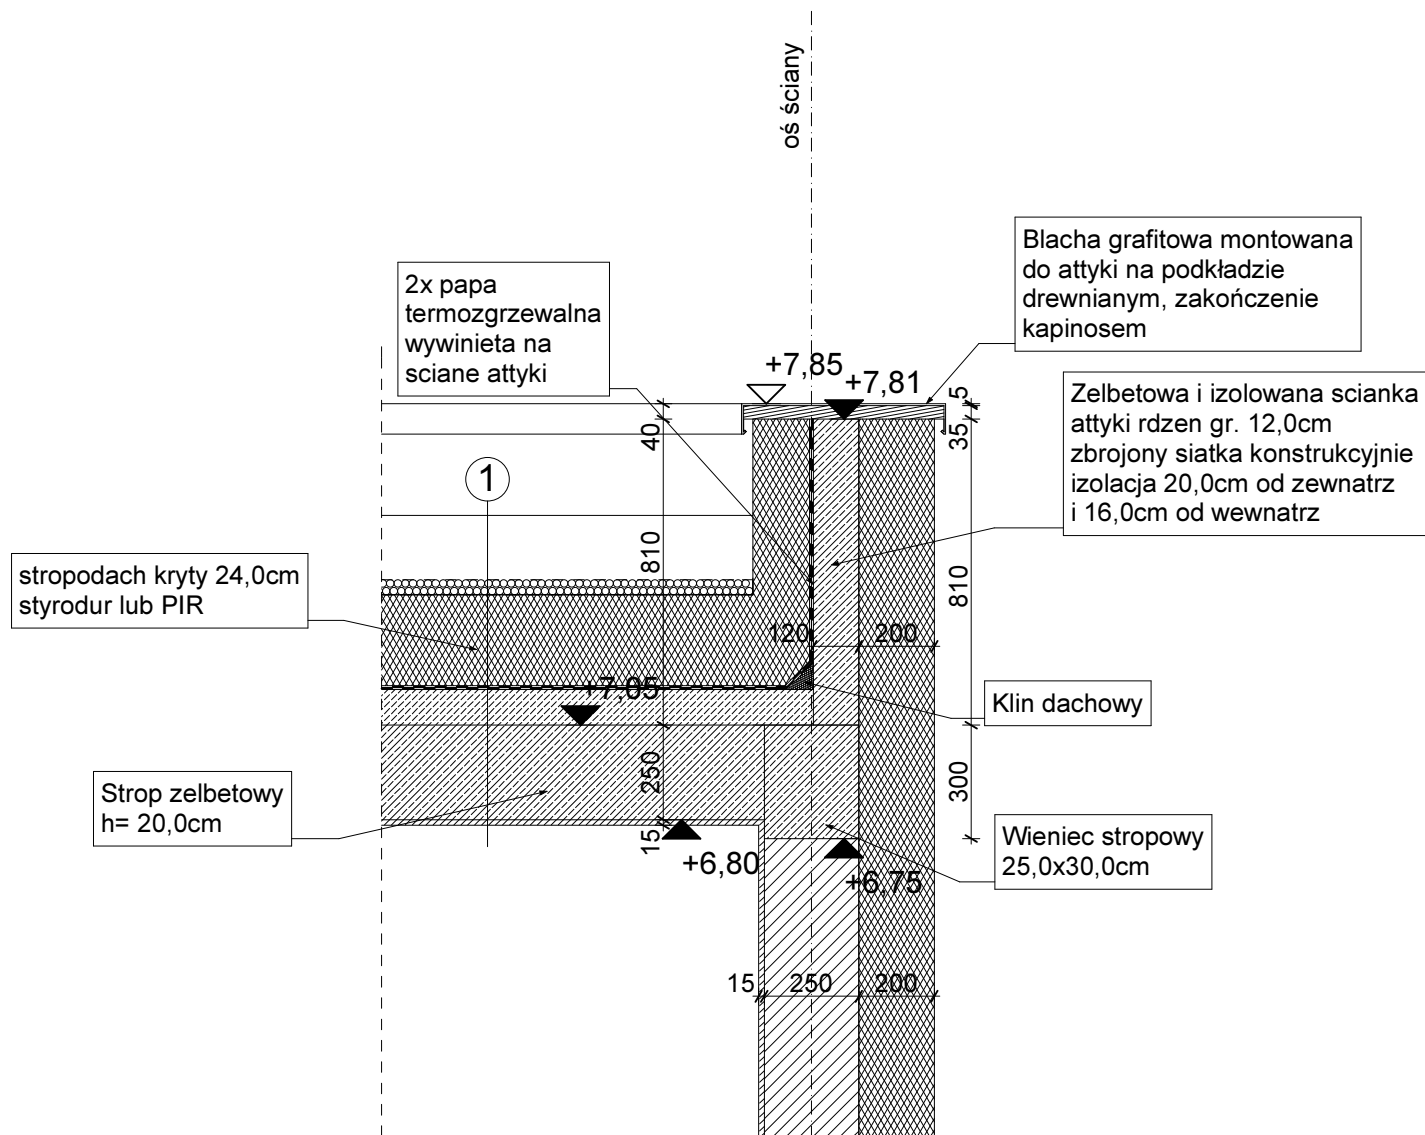 oś ściany
Blacha grafitowa montowana
do attyki na podkładzie
drewnianym, zakończenie
kapinosem
2x papa
termozgrzewalna
wywinieta na
sciane attyki
+7,85
+7,81
5
35
40
Zelbetowa i izolowana scianka
attyki rdzen gr. 12,0cm
zbrojony siatka konstrukcyjnie
izolacja 20,0cm od zewnatrz
i 16,0cm od wewnatrz
1
810
810
stropodach kryty 24,0cm
styrodur lub PIR
120
200
+7,05
Klin dachowy
250
300
Strop zelbetowy
h= 20,0cm
15
+6,80
+6,75
Wieniec stropowy
25,0x30,0cm
15
250
200